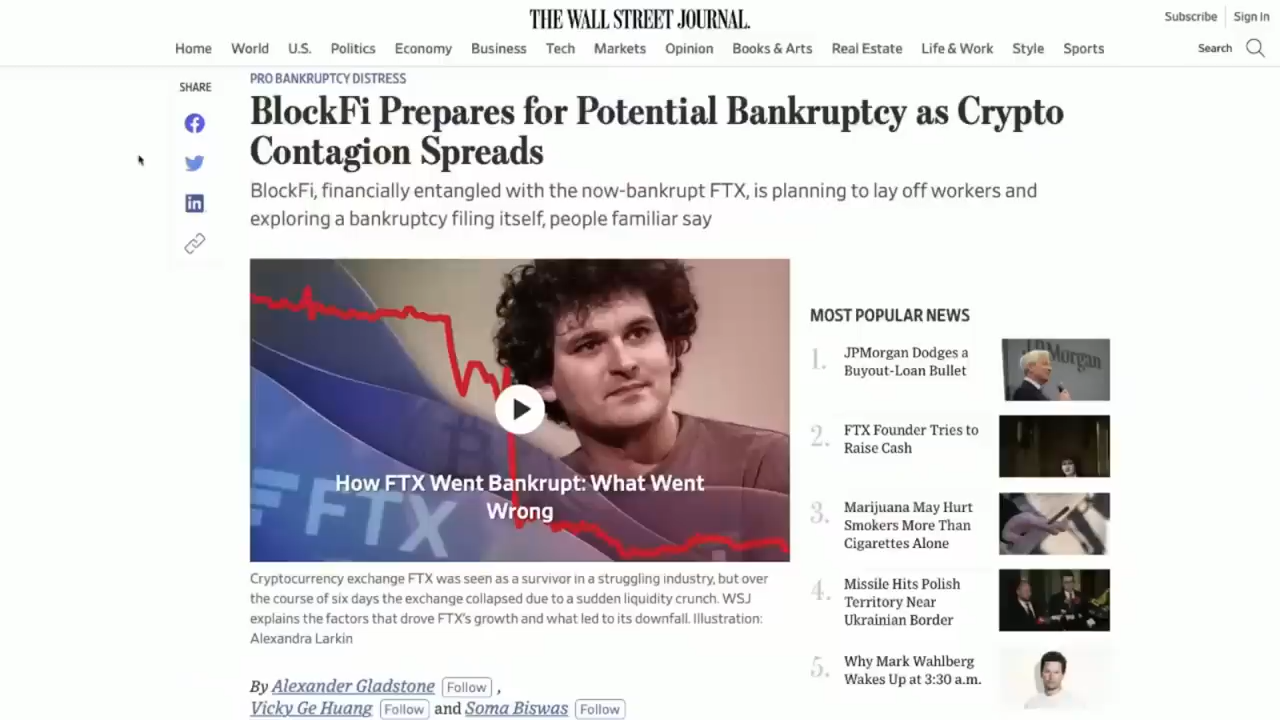 THE WALL STREET JOURNAL.
Subscribe Sign In
Home World U.S. Politics Economy Business Tech Markets Opinion Books & Arts Real Estate Life & Work Style Sports Search
SHARE
PRO BANKRUPTCY DISTRESS
BlockFi Prepares for Potential Bankruptcy as Crypto
Contagion Spreads
BlockFi, financially entangled with the now-bankrupt FTX, is planning to lay off workers and
exploring a bankruptcy filing itself, people familiar say
How FTX Went Bankrupt: What Went
Wrong
FTX
Cryptocurrency exchange FTX was seen as a survivor in a struggling industry, but over
the course of six days the exchange collapsed due to a sudden liquidity crunch. WSJ
explains the factors that drove FTX's growth and what led to its downfall. Illustration:
Alexandra Larkin
By Alexander Gladstone Follow ,
Vicky Ge Huang Follow and Soma Biswas Follow
MOST POPULAR NEWS
1. JPMorgan Dodges a
Buyout-Loan Bullet
J.P.Morgan
2. FTX Founder Tries to
Raise Cash
3. Marijuana May Hurt
Smokers More Than
Cigarettes Alone
4. Missile Hits Polish
Territory Near
Ukrainian Border
5. Why Mark Wahlberg
Wakes Up at 3:30 a.m.